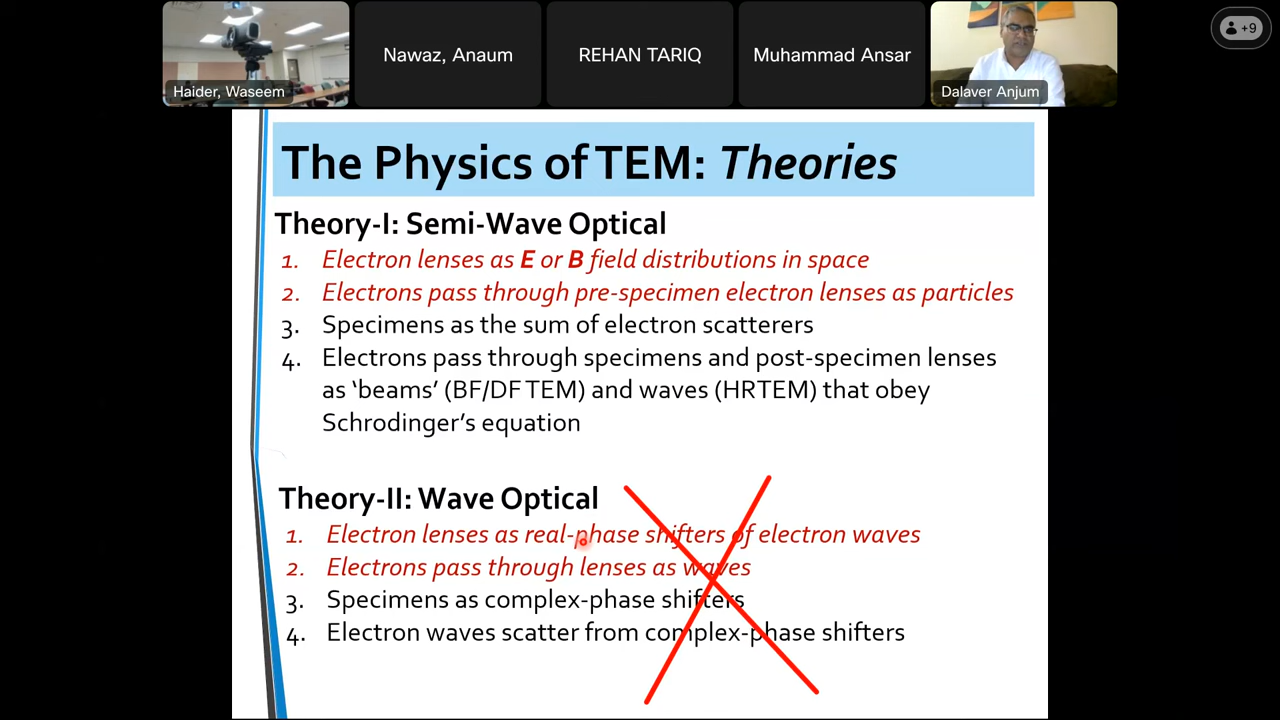 Haider, Waseem
Nawaz, Anaum
REHAN TARIQ
Muhammad Ansar
Dalaver Anjum
+9
The Physics of TEM: Theories
Theory-I: Semi-Wave Optical
1. Electron lenses as E or B field distributions in space
2. Electrons pass through pre-specimen electron lenses as particles
3. Specimens as the sum of electron scatterers
4. Electrons pass through specimens and post-specimen lenses
as ‘beams’ (BF/DF TEM) and waves (HRTEM) that obey
Schrodinger’s equation
Theory-II: Wave Optical
1. Electron lenses as real-phase shifters of electron waves
2. Electrons pass through lenses as waves
3. Specimens as complex-phase shifters
4. Electron waves scatter from complex-phase shifters